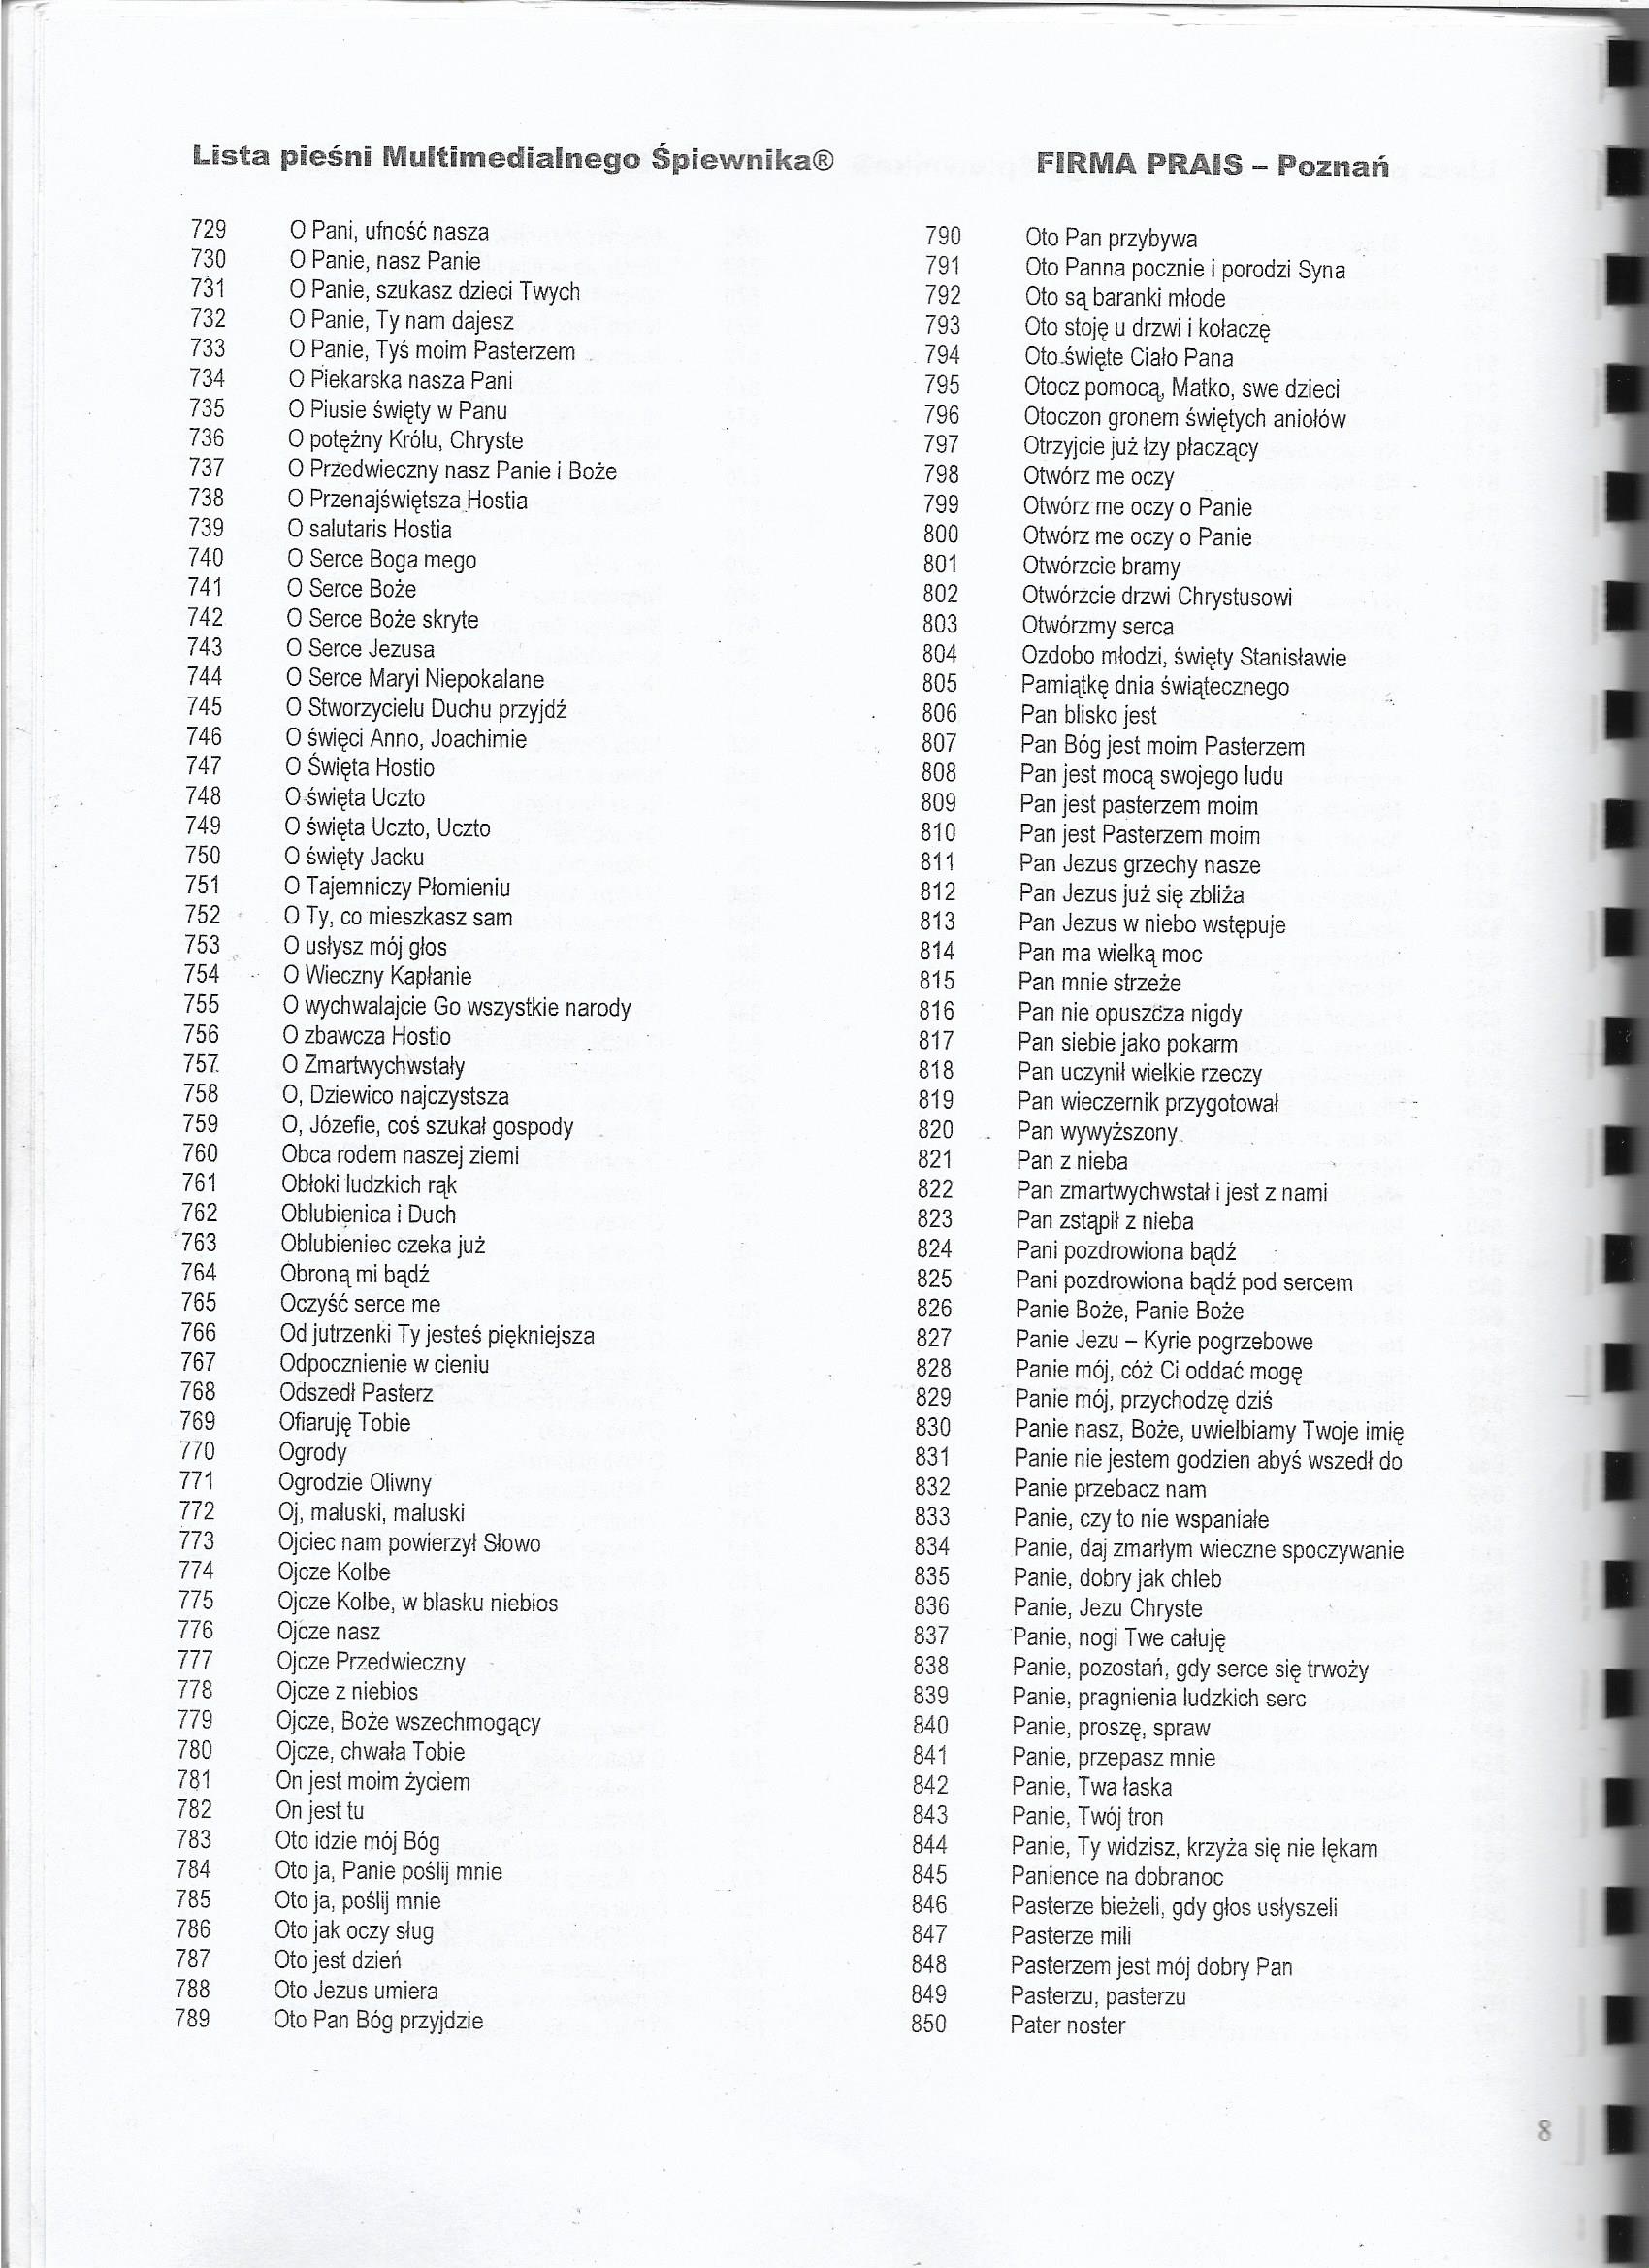 Lista pieśni Multimedialnego Śpiewnika®
FIRMA PRAIS – Poznań
729 O Pani, ufność nasza
730 O Panie, nasz Panie
731 O Panie, szukasz dzieci Twych
732 O Panie, Ty nam dajesz
733 O Panie, Tyś moim Pasterzem
734 O Piekarska nasza Pani
735 O Piusie święty w Panu
736 O potężny Królu, Chryste
737 O Przedwieczny nasz Panie i Boże
738 O Przenajświętsza Hostia
739 O salutaris Hostia
740 O Serce Boga mego
741 O Serce Boże
742 O Serce Boże skryte
743 O Serce Jezusa
744 O Serce Maryi Niepokalane
745 O Stworzycielu Duchu przyjdź
746 O święci Anno, Joachimie
747 O Święta Hostio
748 O święta Uczto
749 O święta Uczto, Uczto
750 O święty Jacku
751 O Tajemniczy Płomieniu
752 O Ty, co mieszkasz sam
753 O usłysz mój głos
754 O Wieczny Kapłanie
755 O wychwalajcie Go wszystkie narody
756 O zbawcza Hostio
757 O Zmartwychwstały
758 O, Dziewico najczystsza
759 O, Józefie, coś szukał gospody
760 Obca rodem naszej ziemi
761 Obłoki ludzkich rąk
762 Oblubienica i Duch
763 Oblubieniec czeka już
764 Obroną mi bądź
765 Oczyść serce me
766 Od jutrzenki Ty jesteś piękniejsza
767 Odpocznienie w cieniu
768 Odszedł Pasterz
769 Ofiaruję Tobie
770 Ogrody
771 Ogrodzie Oliwny
772 Oj, maluski, maluski
773 Ojciec nam powierzył Słowo
774 Ojcze Kolbe
775 Ojcze Kolbe, w blasku niebios
776 Ojcze nasz
777 Ojcze Przedwieczny
778 Ojcze z niebios
779 Ojcze, Boże wszechmogący
780 Ojcze, chwała Tobie
781 On jest moim życiem
782 On jest tu
783 Oto idzie mój Bóg
784 Oto ja, Panie poślij mnie
785 Oto ja, poślij mnie
786 Oto jak oczy sług
787 Oto jest dzień
788 Oto Jezus umiera
789 Oto Pan Bóg przyjdzie
790 Oto Pan przybywa
791 Oto Panna pocznie i porodzi Syna
792 Oto są baranki młode
793 Oto stoję u drzwi i kołaczę
794 Oto święte Ciało Pana
795 Otocz pomocą, Matko, swe dzieci
796 Otoczon gronem świętych aniołów
797 Otrzyjcie już łzy płaczący
798 Otwórz me oczy
799 Otwórz me oczy o Panie
800 Otwórz me oczy o Panie
801 Otwórzcie bramy
802 Otwórzcie drzwi Chrystusowi
803 Otwórzmy serca
804 Ozdobo młodzi, święty Stanisławie
805 Pamiątkę dnia świątecznego
806 Pan blisko jest
807 Pan Bóg jest moim Pasterzem
808 Pan jest mocą swojego ludu
809 Pan jest pasterzem moim
810 Pan jest Pasterzem moim
811 Pan Jezus grzechy nasze
812 Pan Jezus już się zbliża
813 Pan Jezus w niebo wstępuje
814 Pan ma wielką moc
815 Pan mnie strzeże
816 Pan nie opuszcza nigdy
817 Pan siebie jako pokarm
818 Pan uczynił wielkie rzeczy
819 Pan wieczernik przygotował
820 Pan wywyższony
821 Pan z nieba
822 Pan zmartwychwstał i jest z nami
823 Pan zstąpił z nieba
824 Pani pozdrowiona bądź
825 Pani pozdrowiona bądź pod sercem
826 Panie Boże, Panie Boże
827 Panie Jezu – Kyrie pogrzebowe
828 Panie mój, cóż Ci oddać mogę
829 Panie mój, przychodzę dziś
830 Panie nasz, Boże, uwielbiamy Twoje imię
831 Panie nie jestem godzien abyś wszedł do
832 Panie przebacz nam
833 Panie, czy to nie wspaniałe
834 Panie, daj zmarłym wieczne spoczywanie
835 Panie, dobry jak chleb
836 Panie, Jezu Chryste
837 Panie, nogi Twe całuję
838 Panie, pozostań, gdy serce się trwoży
839 Panie, pragnienia ludzkich serc
840 Panie, proszę, spraw
841 Panie, przepasz mnie
842 Panie, Twa łaska
843 Panie, Twój tron
844 Panie, Ty widzisz, krzyża się nie lękam
845 Panience na dobranoc
846 Pasterze bieżeli, gdy głos usłyszeli
847 Pasterze mili
848 Pasterzem jest mój dobry Pan
849 Pasterzu, pasterzu
850 Pater noster
8